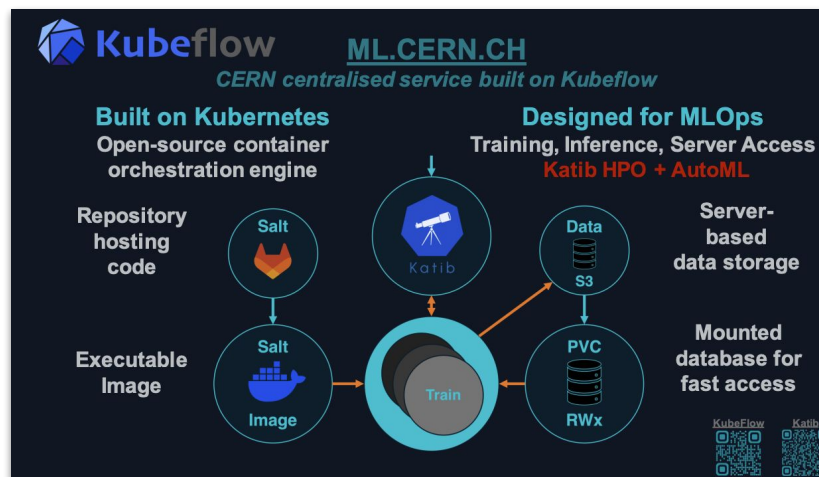 Kubeflow
ML.CERN.CH
CERN centralised service built on Kubeflow
Built on Kubernetes
Open-source container
orchestration engine
Designed for MLOps
Training, Inference, Server Access
Katib HPO + AutoML
Repository
hosting
code
Salt
Katib
Data
S3
Server-
based
data storage
Executable
Image
Salt
Image
Train
PVC
RWx
Mounted
database for
fast access
KubeFlow
Katib